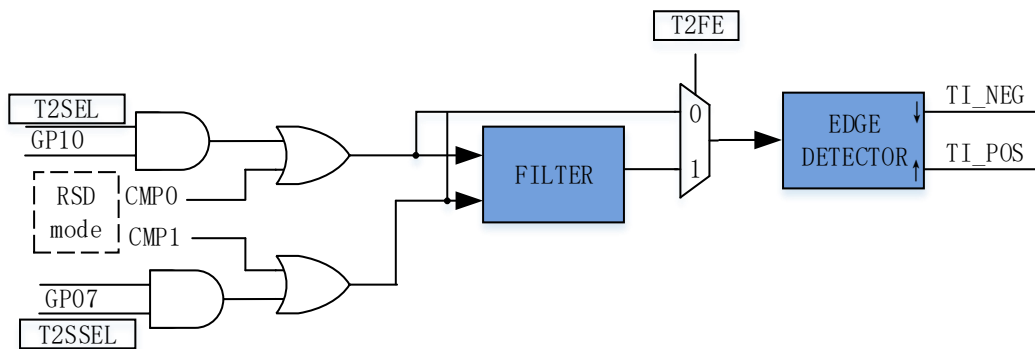 T2FE
T2SEL
GP10
RSD
mode
CMP0
CMP1
GP07
T2SSEL
FILTER
0
1
EDGE
DETECTOR
TI_NEG
TI_POS